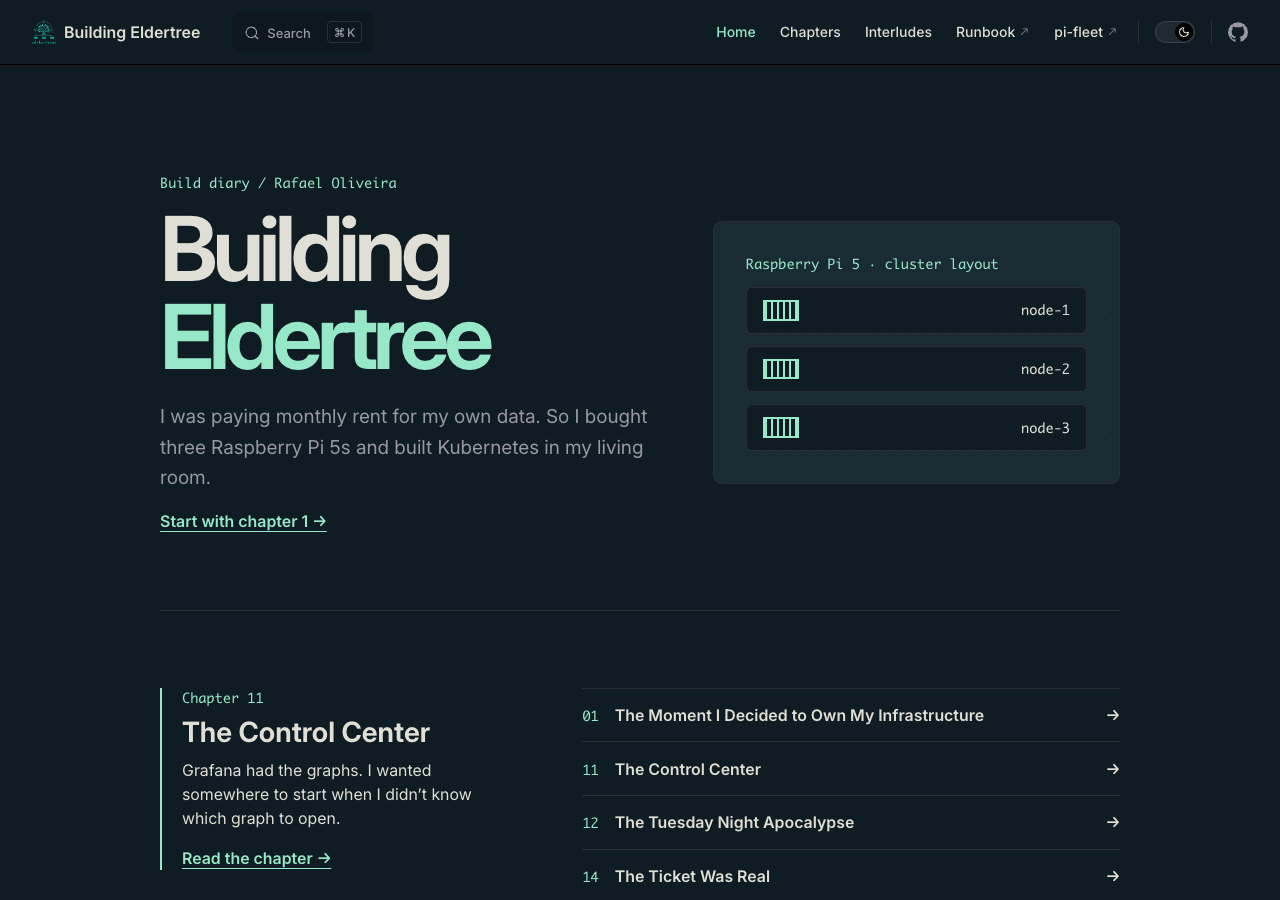 Building Eldertree
Search
⌘ K
Home
Chapters
Interludes
Runbook ↗
pi-fleet ↗
Build diary / Rafael Oliveira
Building
Eldertree
I was paying monthly rent for my own data. So I bought
three Raspberry Pi 5s and built Kubernetes in my living
room.
Start with chapter 1 →
Raspberry Pi 5 · cluster layout
node-1
node-2
node-3
Chapter 11
The Control Center
Grafana had the graphs. I wanted
somewhere to start when I didn’t know
which graph to open.
Read the chapter →
01 The Moment I Decided to Own My Infrastructure →
11 The Control Center →
12 The Tuesday Night Apocalypse →
14 The Ticket Was Real →